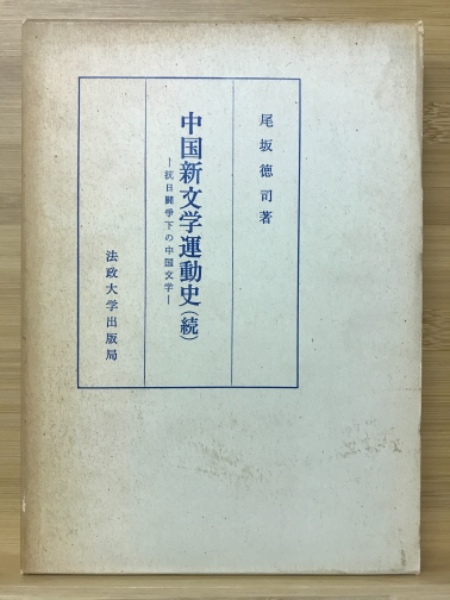 尾坂徳司著
中国新文学運動史(続)
―抗日闘争下の中国文学―
法政大学出版局